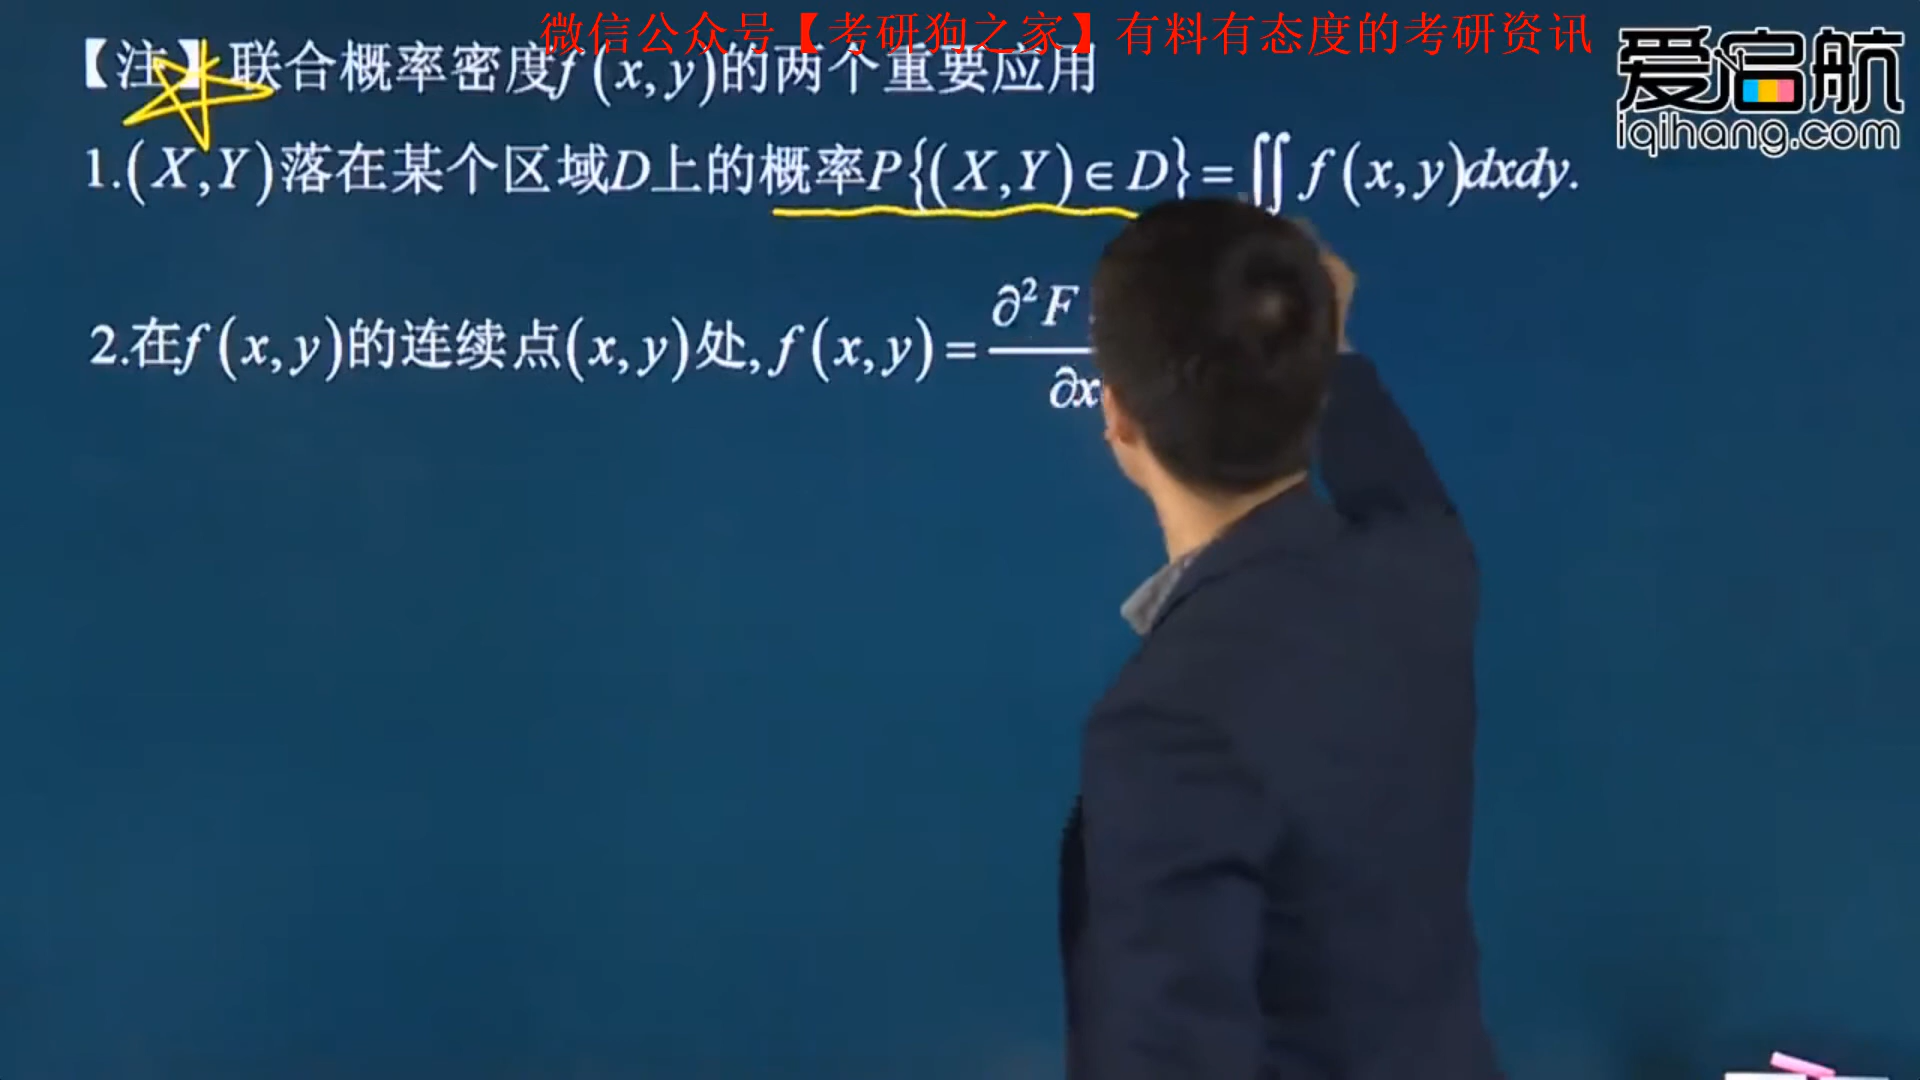 微信公众号【考研狗之家】有料有态度的考研资讯
爱启航
iqihang.com
【注】联合概率密度f(x,y)的两个重要应用
1.(X,Y)落在某个区域D上的概率P{(X,Y)∈D}=∬f(x,y)dxdy.
2.在f(x,y)的连续点(x,y)处,f(x,y)=∂²F/∂x